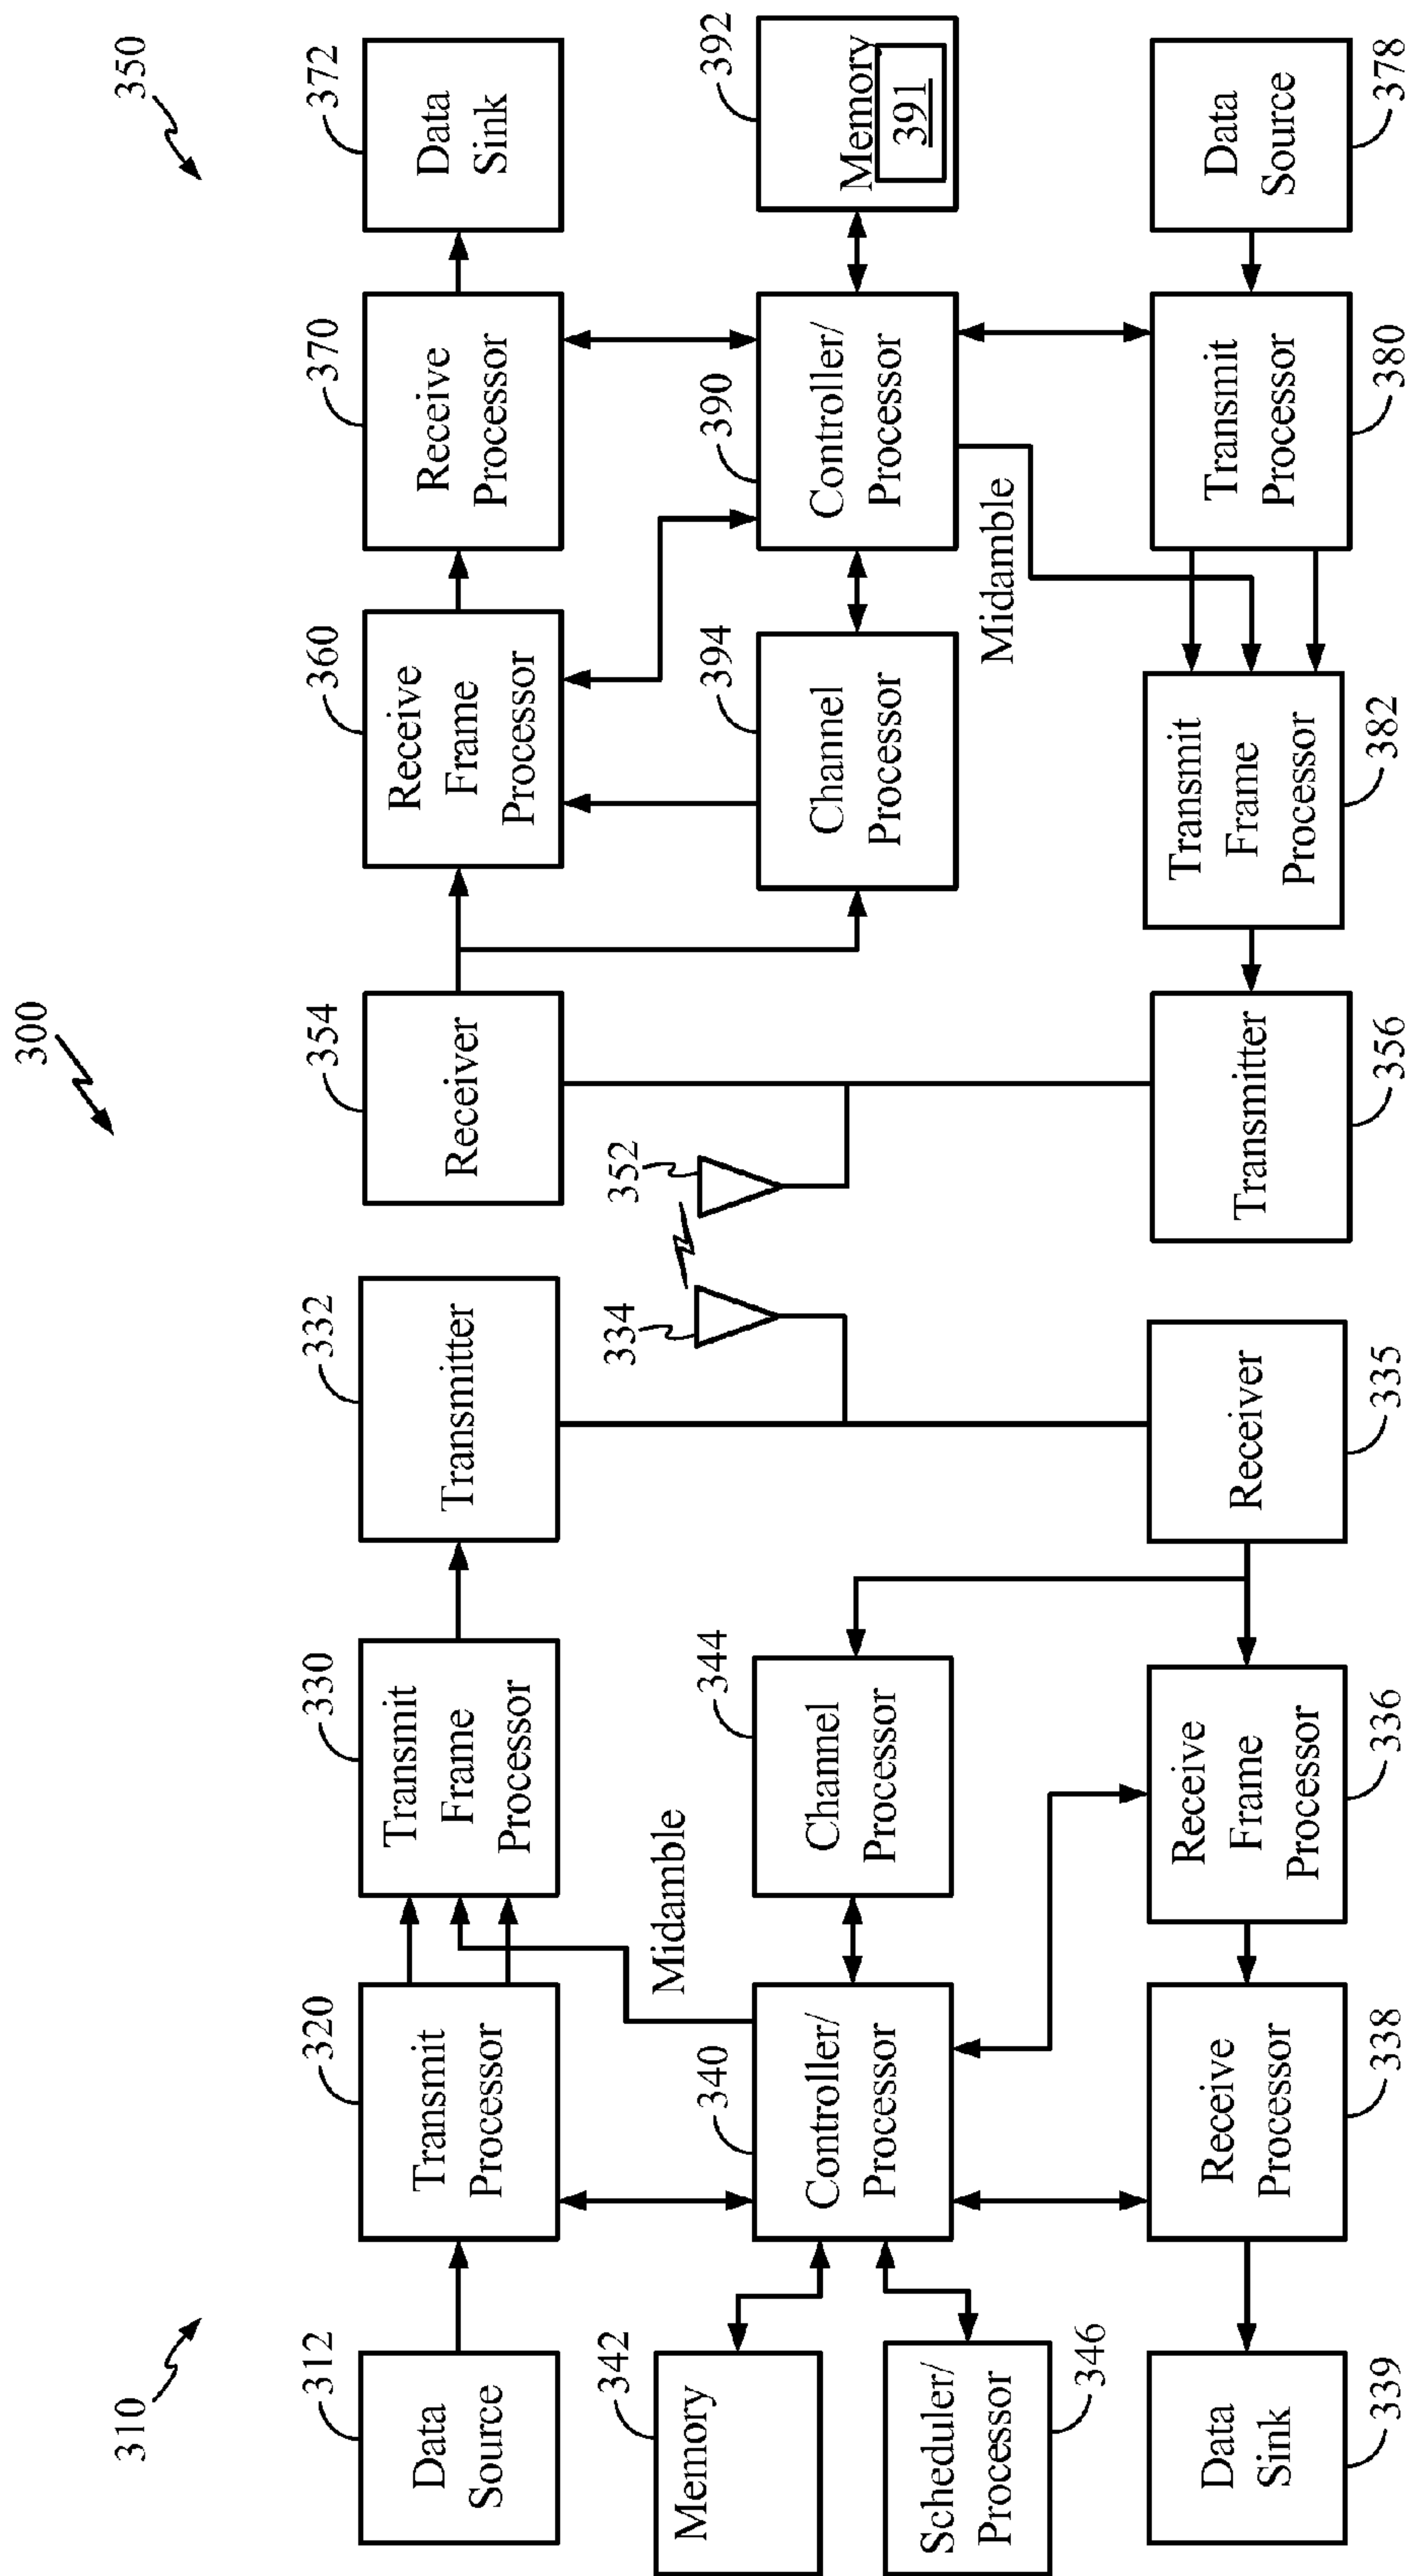 300
310
350
312
Data
Source
320
Transmit
Processor
330
Transmit
Frame
Processor
332
Transmitter
354
Receiver
360
Receive
Frame
Processor
370
Receive
Processor
372
Data
Sink
342
Memory
340
Controller/
Processor
Midamble
344
Channel
Processor
334
352
394
Channel
Processor
390
Controller/
Processor
392
Memory
391
Midamble
Scheduler/
Processor
346
Data
Sink
339
Receive
Processor
338
Receive
Frame
Processor
336
Receiver
335
Transmitter
356
Transmit
Frame
Processor
382
Transmit
Processor
380
Data
Source
378